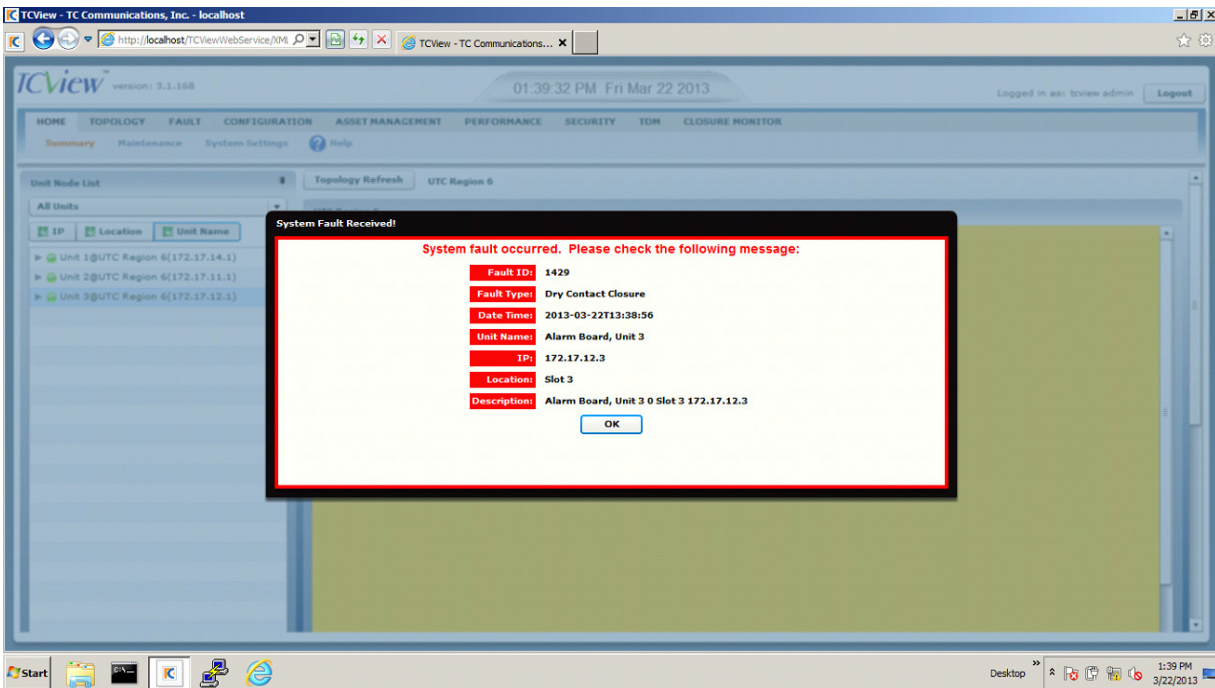 TCView - TC Communications, Inc. - localhost
http://localhost/TCViewWebService/XML
TCView - TC Communications...
TCView™ version: 3.1.168
01:39:32 PM Fri Mar 22 2013
Logged in as: tcview admin Logout
HOME TOPOLOGY FAULT CONFIGURATION ASSET MANAGEMENT PERFORMANCE SECURITY TDM CLOSURE MONITOR
Summary Maintenance System Settings ? Help
Unit Node List
Topology Refresh UTC Region 6
All Units
IP Location Unit Name
Unit 1@UTC Region 6(172.17.14.1)
Unit 2@UTC Region 6(172.17.11.1)
Unit 3@UTC Region 6(172.17.12.1)
System Fault Received!
System fault occurred. Please check the following message:
Fault ID: 1429
Fault Type: Dry Contact Closure
Date Time: 2013-03-22T13:38:56
Unit Name: Alarm Board, Unit 3
IP: 172.17.12.3
Location: Slot 3
Description: Alarm Board, Unit 3 0 Slot 3 172.17.12.3
OK
Start
Desktop »
1:39 PM
3/22/2013